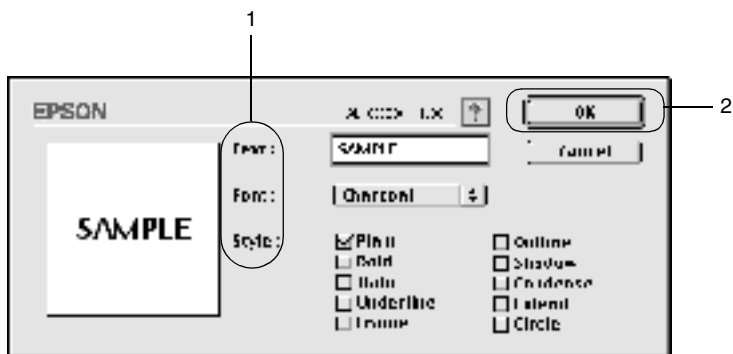 1
EPSON
OK
2
Text:
SAMPLE
Cancel
Font:
Charcoal
SAMPLE
Style:
Plain
Outline
Bold
Shadow
Italic
Condense
Underline
Extend
Frame
Circle